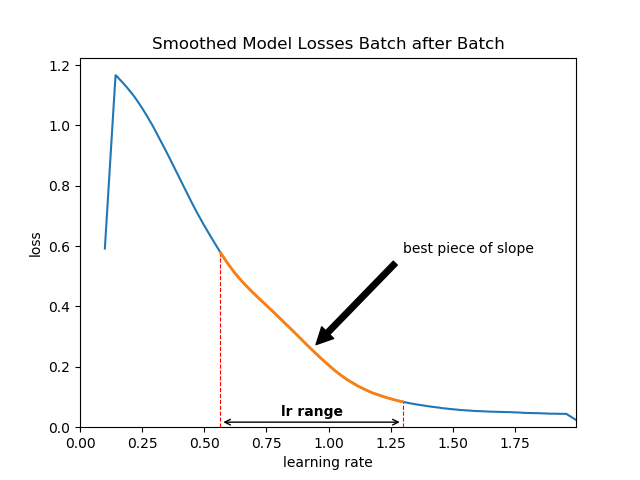 Smoothed Model Losses Batch after Batch
1.2
1.0
0.8
0.6
0.4
0.2
0.0
loss
best piece of slope
lr range
0.00 0.25 0.50 0.75 1.00 1.25 1.50 1.75
learning rate